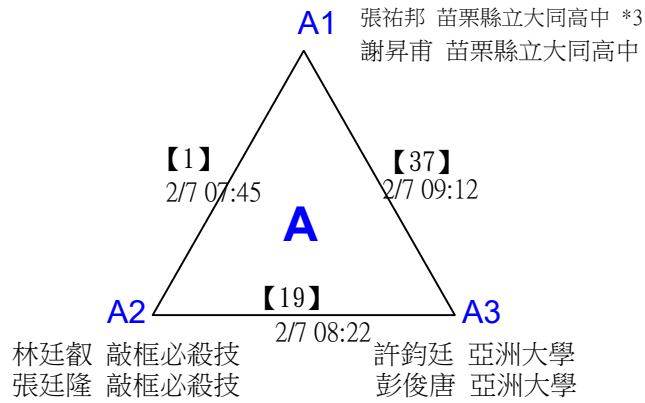 A1 張祐邦 苗栗縣立大同高中 *3
謝昇甫 苗栗縣立大同高中
【1】
2/7 07:45
【37】
2/7 09:12
A
【19】
A2
A3
2/7 08:22
林廷叡 敲框必殺技
張廷隆 敲框必殺技
許鈞廷 亞洲大學
彭俊唐 亞洲大學